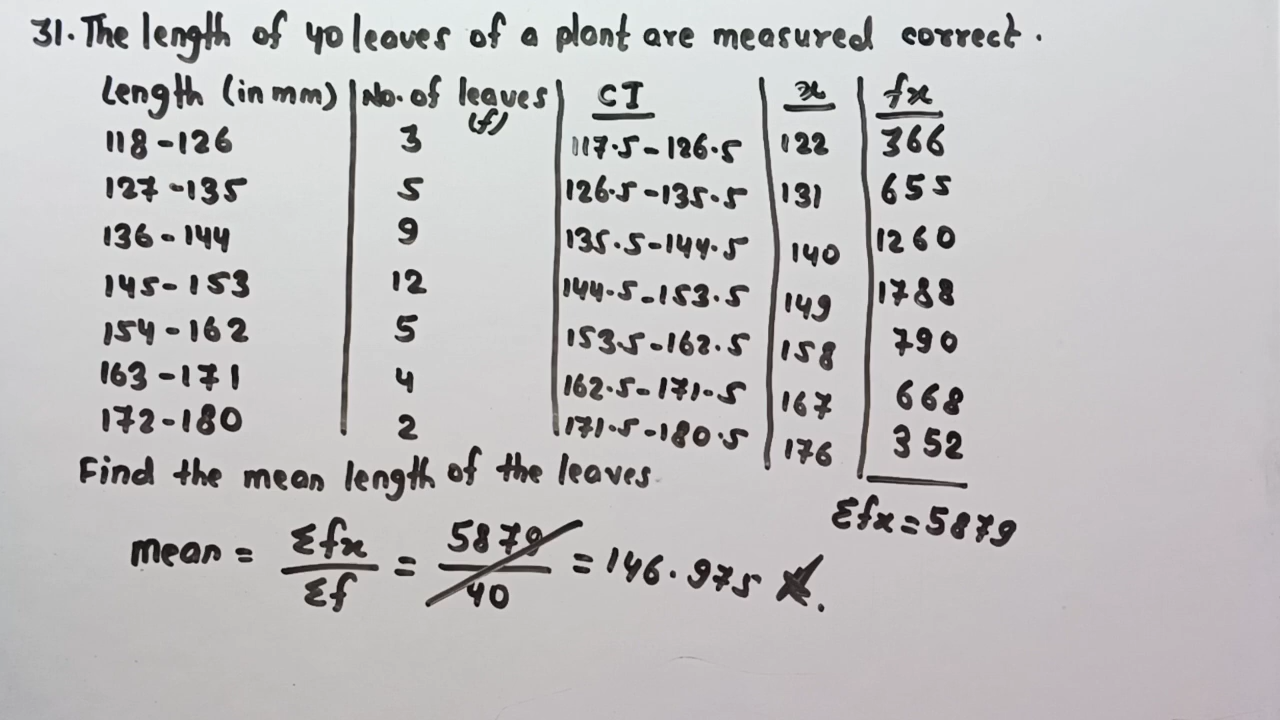 31. The length of 40 leaves of a plant are measured correct.
Length (in mm) | No. of leaves (f) | CI | x | fx
118-126 | 3 | 117.5-126.5 | 122 | 366
127-135 | 5 | 126.5-135.5 | 131 | 655
136-144 | 9 | 135.5-144.5 | 140 | 1260
145-153 | 12 | 144.5-153.5 | 149 | 1788
154-162 | 5 | 153.5-162.5 | 158 | 790
163-171 | 4 | 162.5-171.5 | 167 | 668
172-180 | 2 | 171.5-180.5 | 176 | 352
Find the mean length of the leaves.
Σfx = 5879
mean = Σfx/Σf = 5879/40 = 146.975